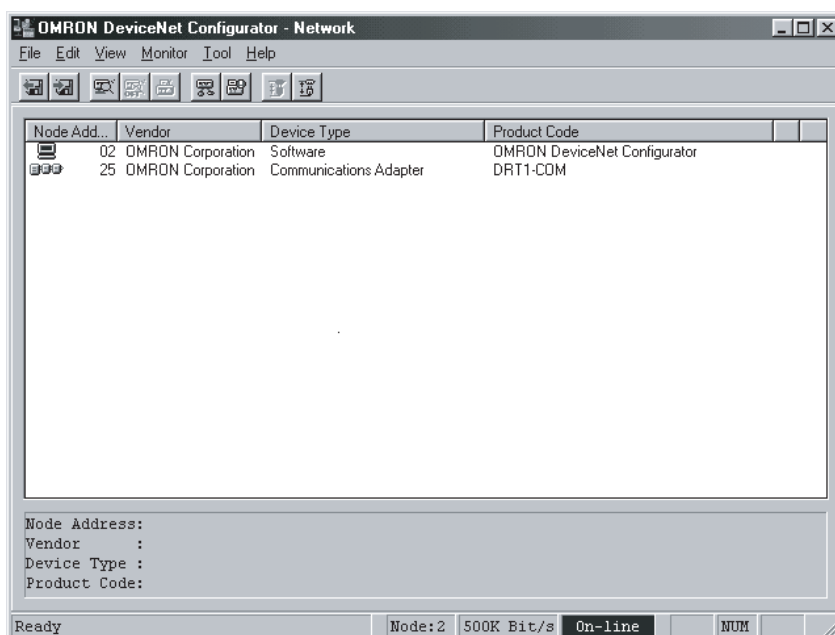 OMRON DeviceNet Configurator - Network
File Edit View Monitor Tool Help
Node Add... Vendor Device Type Product Code
02 OMRON Corporation Software OMRON DeviceNet Configurator
25 OMRON Corporation Communications Adapter DRT1-COM
Node Address:
Vendor :
Device Type :
Product Code:
Ready Node:2 500K Bit/s On-line NUM